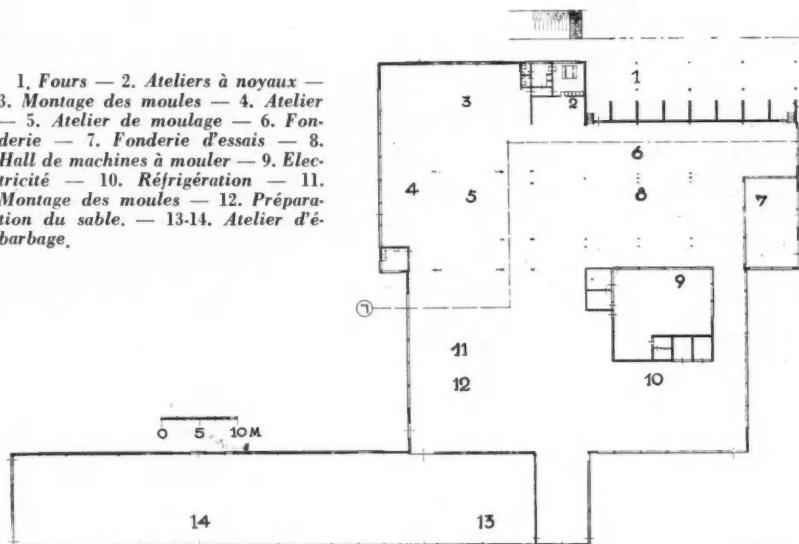 1. Fours — 2. Ateliers à noyaux —
3. Montage des moules — 4. Atelier
— 5. Atelier de moulage — 6. Fon-
derie — 7. Fonderie d'essais — 8.
Hall de machines à mouler — 9. Elec-
tricité — 10. Réfrigération — 11.
Montage des moules — 12. Prépara-
tion du sable. — 13-14. Atelier d'é-
barbage.
1
3
2
6
4
5
8
7
9
11
12
10
0 5 10 M
14
13